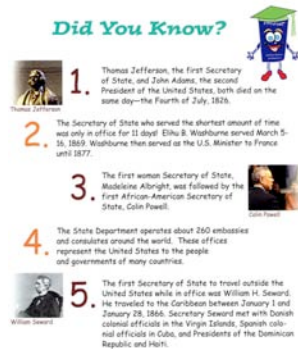 Did You Know?
1. Thomas Jefferson, the first Secretary
of State, and John Adams, the second
President of the United States, both died on the
same day—the Fourth of July, 1826.
Thomas Jefferson
2. The Secretary of State who served the shortest amount of time
was only in office for 11 days! Elihu B. Washburne served March 5-
16, 1869. Washburne then served as the U.S. Minister to France
until 1877.
3. The first woman Secretary of State,
Madeleine Albright, was followed by the
first African-American Secretary of
State, Colin Powell.
Colin Powell
4. The State Department operates about 260 embassies
and consulates around the world. These offices
represent the United States to the people
and governments of many countries.
5. The first Secretary of State to travel outside the
United States while in office was William H. Seward.
He traveled to the Caribbean between January 1 and
January 28, 1866. Secretary Seward met with Danish
colonial officials in the Virgin Islands, Spanish colo-
nial officials in Cuba, and Presidents of the Dominican
Republic and Haiti.
William Seward